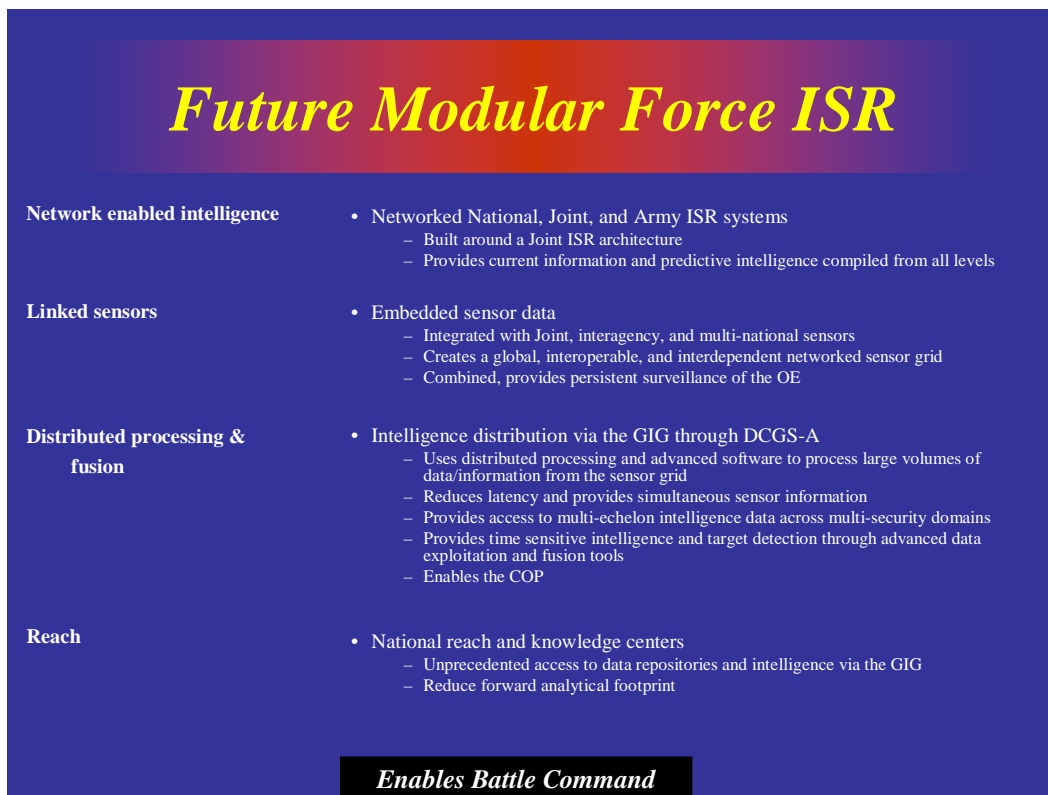 Future Modular Force ISR
Network enabled intelligence
• Networked National, Joint, and Army ISR systems
– Built around a Joint ISR architecture
– Provides current information and predictive intelligence compiled from all levels
Linked sensors
• Embedded sensor data
– Integrated with Joint, interagency, and multi-national sensors
– Creates a global, interoperable, and interdependent networked sensor grid
– Combined, provides persistent surveillance of the OE
Distributed processing &
fusion
• Intelligence distribution via the GIG through DCGS-A
– Uses distributed processing and advanced software to process large volumes of
data/information from the sensor grid
– Reduces latency and provides simultaneous sensor information
– Provides access to multi-echelon intelligence data across multi-security domains
– Provides time sensitive intelligence and target detection through advanced data
exploitation and fusion tools
– Enables the COP
Reach
• National reach and knowledge centers
– Unprecedented access to data repositories and intelligence via the GIG
– Reduce forward analytical footprint
Enables Battle Command